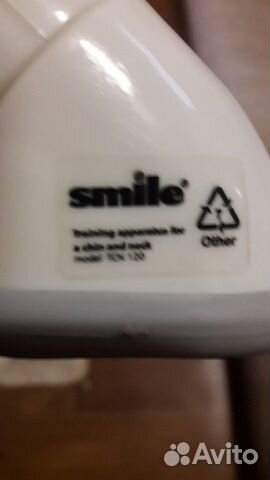 smile®
Training apparatus for
a chin and neck
model TCN 120
Other
Avito